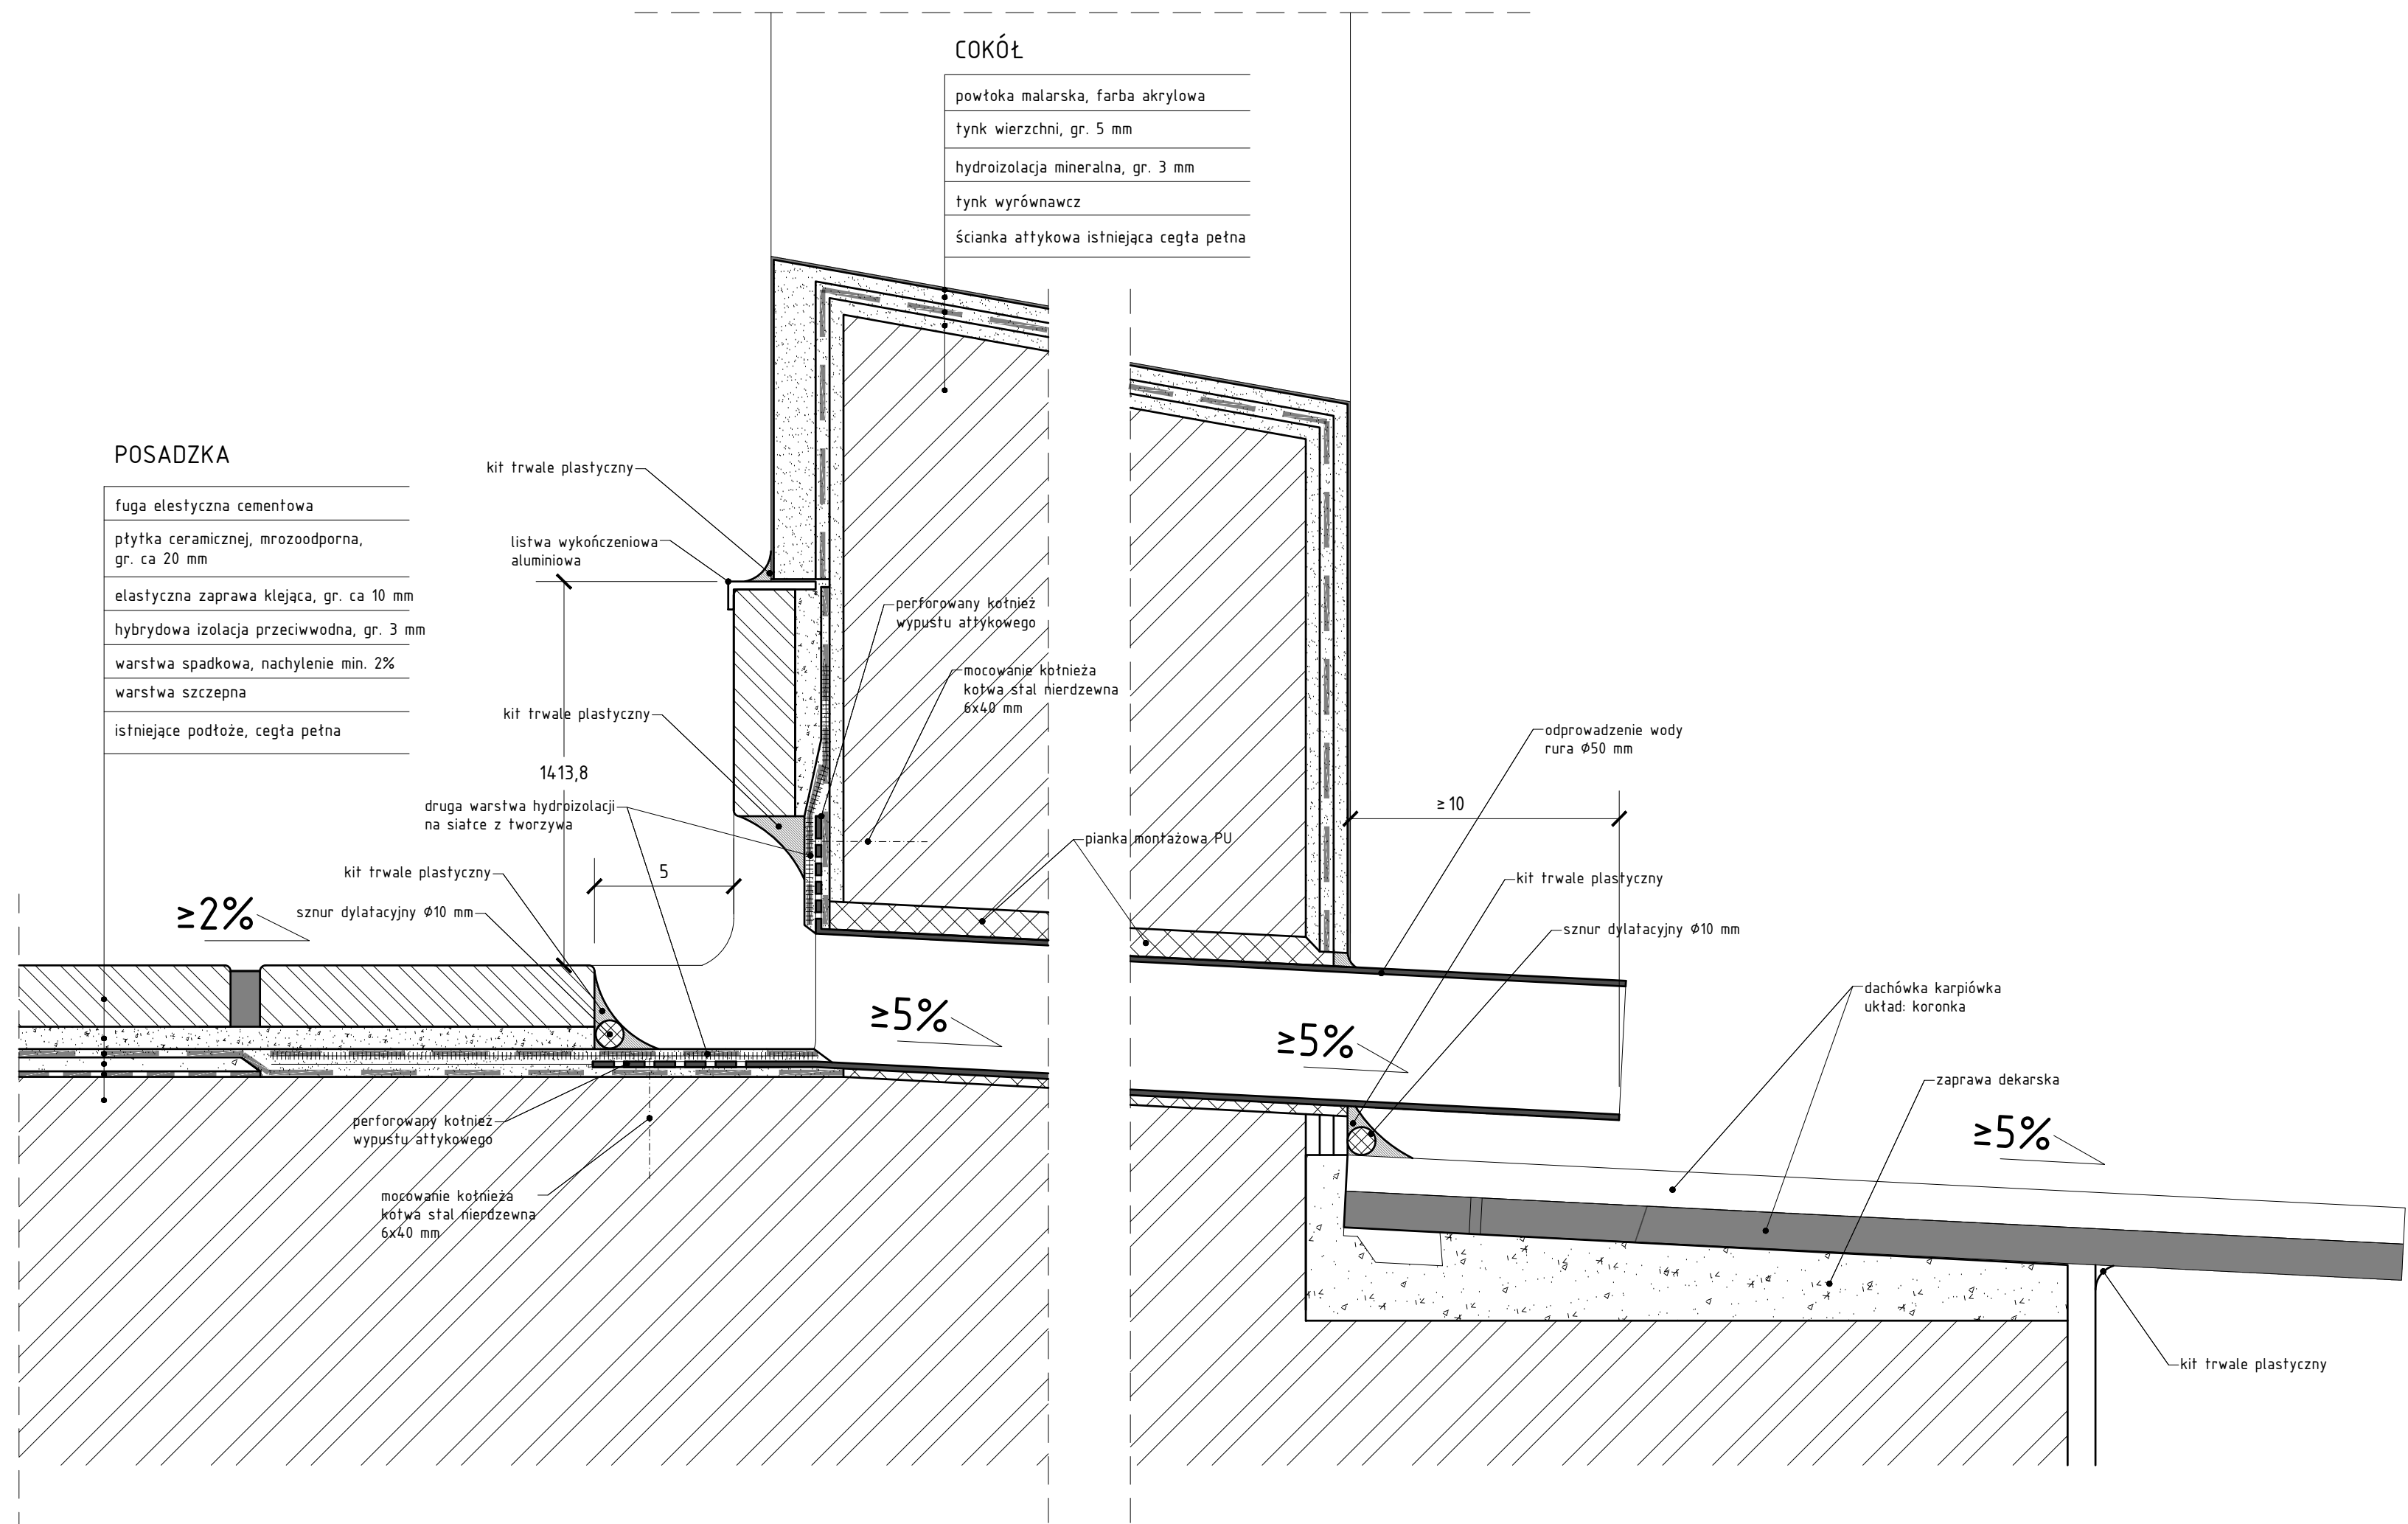 COKÓŁ
powłoka malarska, farba akrylowa
tynk wierzchni, gr. 5 mm
hydroizolacja mineralna, gr. 3 mm
tynk wyrównawcz
ścianka attykowa istniejąca cegła pełna
POSADZKA
fuga elestyczna cementowa
płytka ceramicznej, mrozoodporna,
gr. ca 20 mm
elastyczna zaprawa klejąca, gr. ca 10 mm
hybrydowa izolacja przeciwwodna, gr. 3 mm
warstwa spadkowa, nachylenie min. 2%
warstwa szczepna
istniejące podłoże, cegła pełna
kit trwale plastyczny
listwa wykończeniowa
aluminiowa
perforowany kołnież
wypustu attykowego
mocowanie kołnieża
kotwa stal nierdzewna
6x40 mm
kit trwale plastyczny
1413,8
druga warstwa hydroizolacji
na siatce z tworzywa
kit trwale plastyczny
5
sznur dylatacyjny Ø10 mm
≥2%
pianka montażowa PU
odprowadzenie wody
rura Ø50 mm
≥10
kit trwale plastyczny
sznur dylatacyjny Ø10 mm
≥5%
≥5%
dachówka karpiówka
układ: koronka
zaprawa dekarska
≥5%
perforowany kołnież
wypustu attykowego
mocowanie kołnieża
kotwa stal nierdzewna
6x40 mm
kit trwale plastyczny